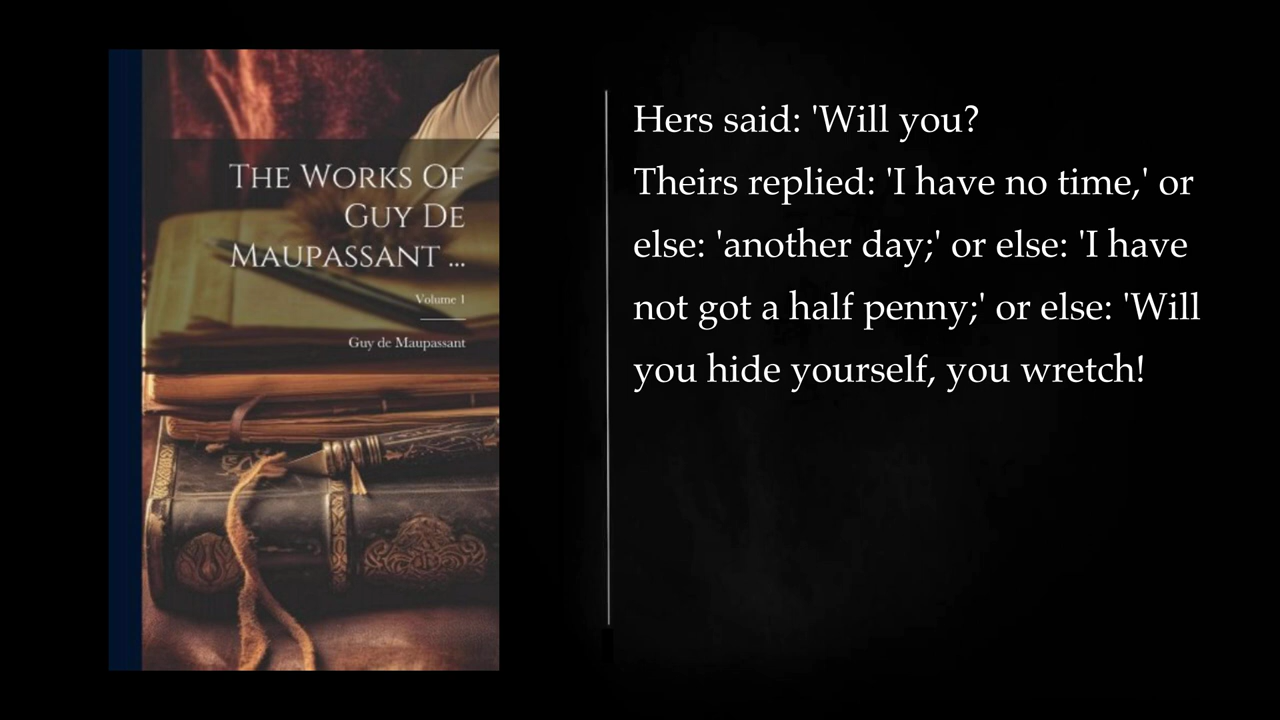 The Works Of
Guy De
Maupassant ...
Volume 1
Guy de Maupassant
Hers said: 'Will you?
Theirs replied: 'I have no time,' or
else: 'another day;' or else: 'I have
not got a half penny;' or else: 'Will
you hide yourself, you wretch!